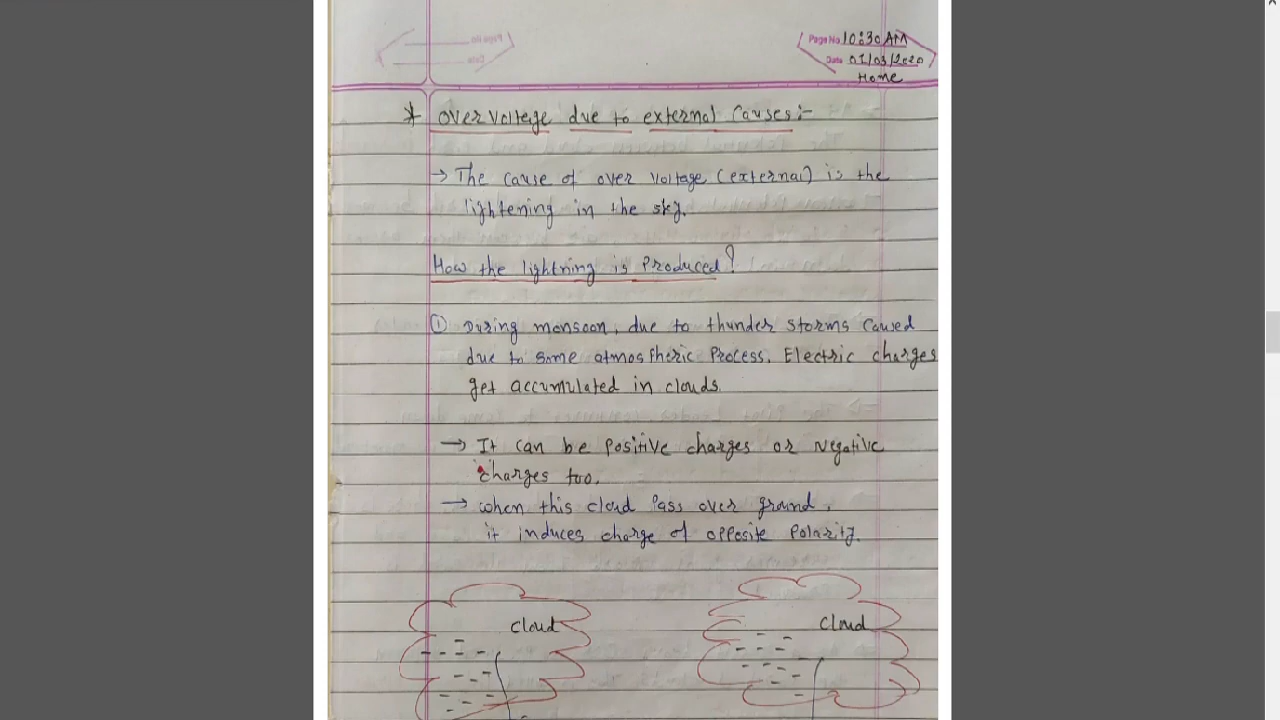 Page No. 10:30 AM
Date 01/03/2020
Home
* over voltage due to external Causes:-
→ The cause of over voltage (external) is the
lightening in the sky.
How the lightning is Produced?
① During monsoon, due to thunder storms caused
due to some atmospheric Process. Electric charges
get accumulated in clouds.
→ It can be Positive charges or Negative
charges too.
→ when this cloud Pass over ground,
it induces charge of opposite Polarity.
cloud
cloud